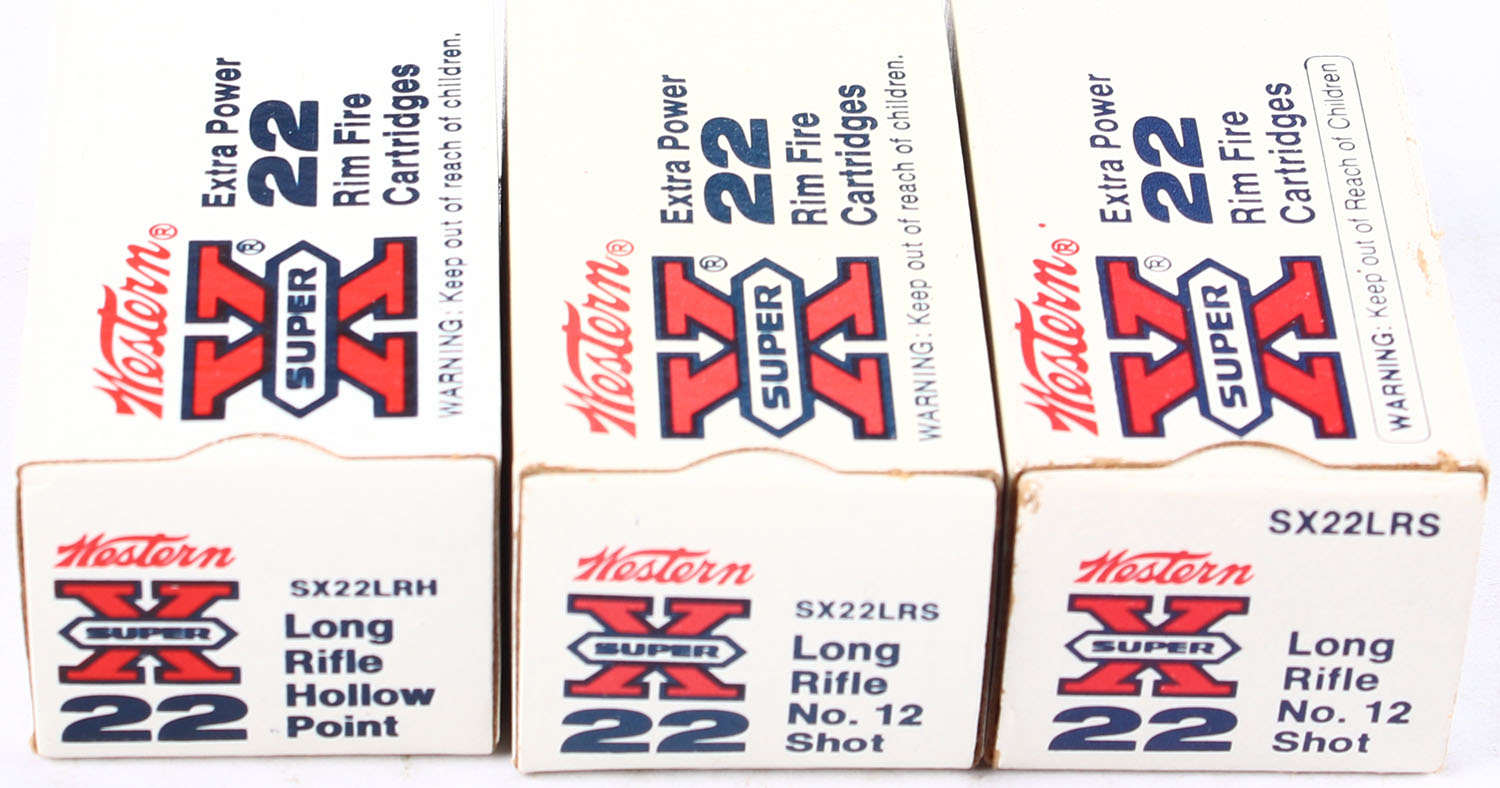 Western®
SUPER X®
Extra Power
22
Rim Fire
Cartridges
WARNING: Keep out of reach of children.
Western
SUPER X
22
SX22LRH
Long
Rifle
Hollow
Point
Western®
SUPER X®
Extra Power
22
Rim Fire
Cartridges
WARNING: Keep out of reach of children.
Western
SUPER X
22
SX22LRS
Long
Rifle
No. 12
Shot
Western®
SUPER X®
Extra Power
22
Rim Fire
Cartridges
WARNING: Keep out of Reach of Children
SX22LRS
Western
SUPER X
22
Long
Rifle
No. 12
Shot